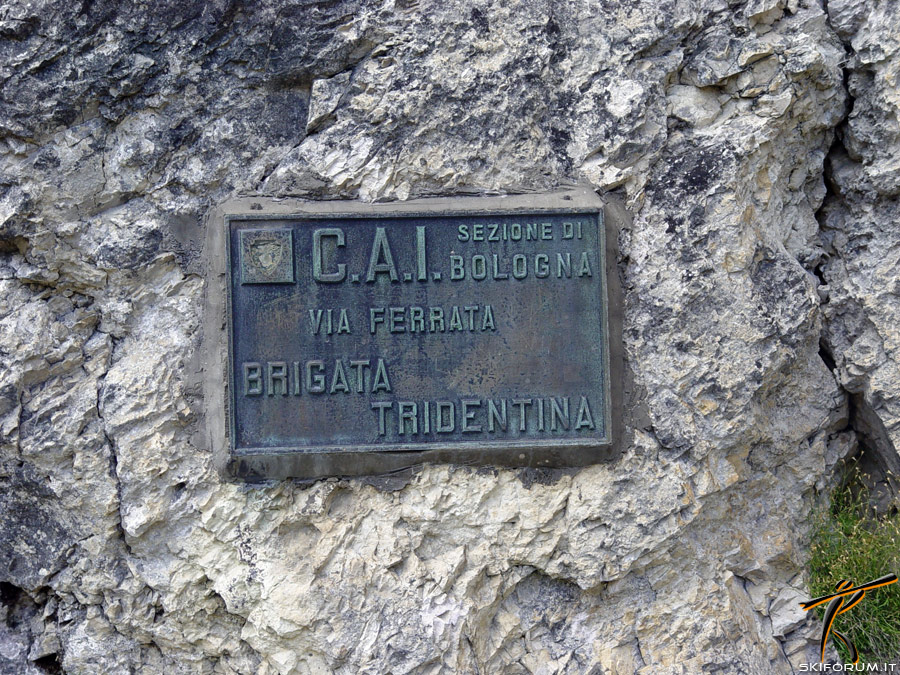 C.A.I. SEZIONE DI
BOLOGNA
VIA FERRATA
BRIGATA
TRIDENTINA
SKIFORUM.IT